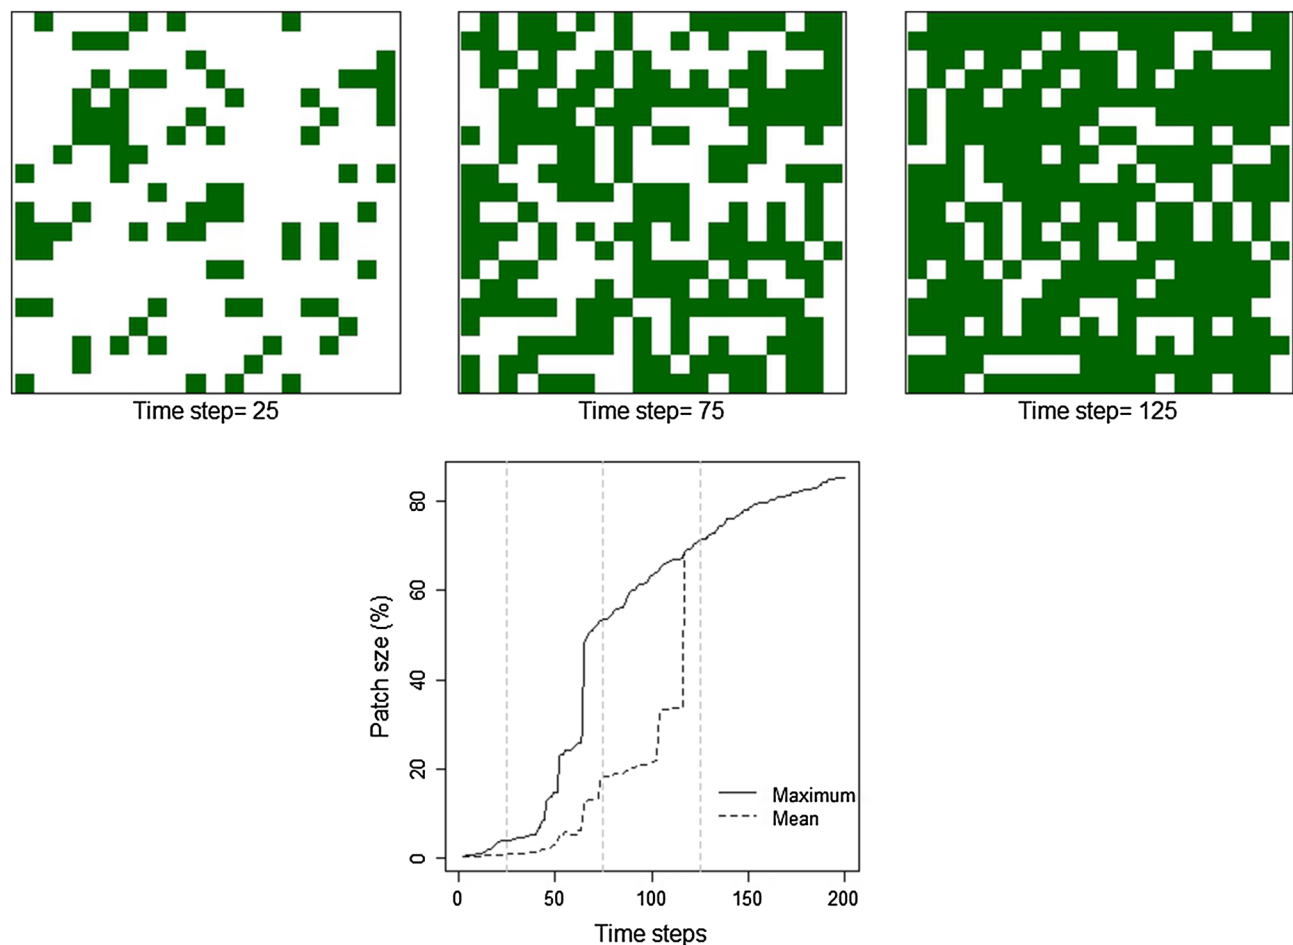 Time step= 25
Time step= 75
Time step= 125
Patch sze (%)
80
60
40
20
0
Maximum
Mean
0 50 100 150 200
Time steps